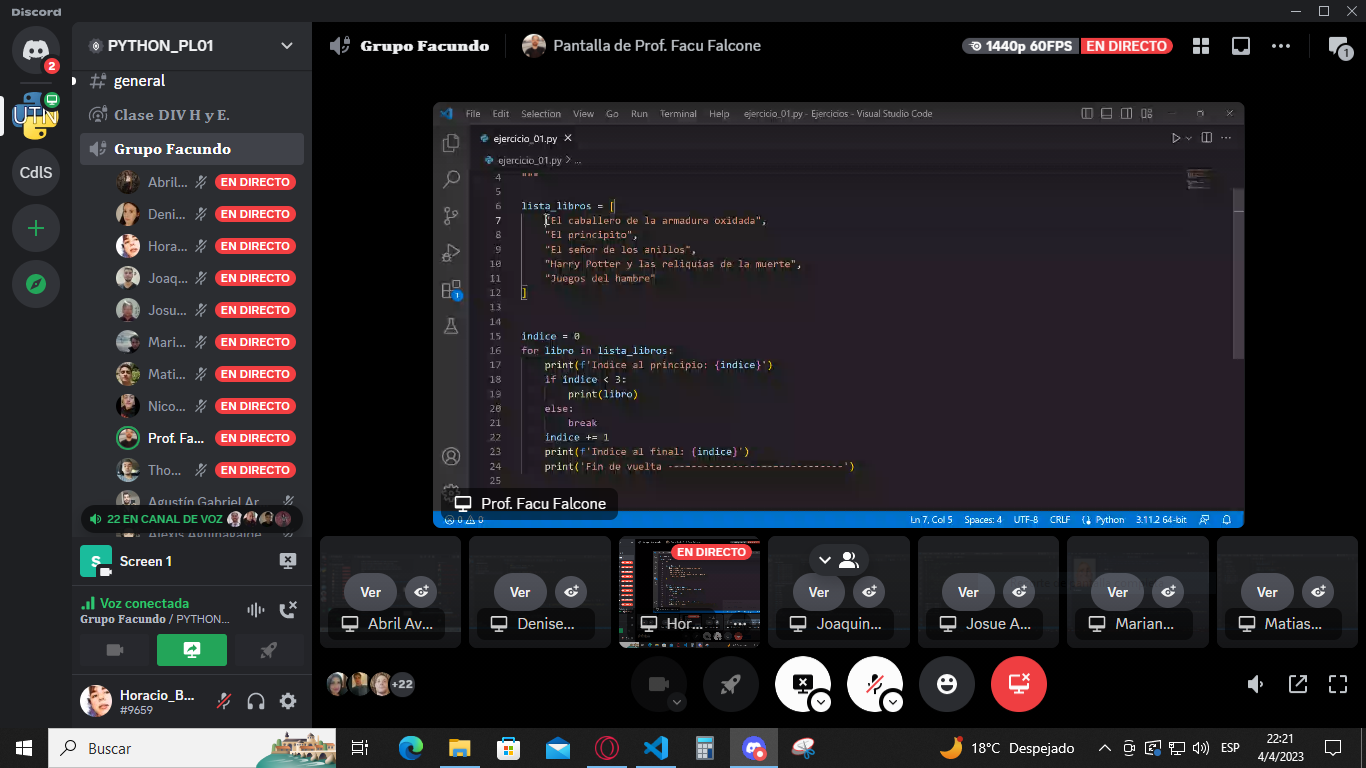 Discord
PYTHON_PL01
general
Clase DIV H y E.
Grupo Facundo
Abril... EN DIRECTO
Deni... EN DIRECTO
Hora... EN DIRECTO
Joaq... EN DIRECTO
Josu... EN DIRECTO
Mari... EN DIRECTO
Mati... EN DIRECTO
Nico... EN DIRECTO
Prof. Fa... EN DIRECTO
Tho... EN DIRECTO
Agustín Gabriel Ar
22 EN CANAL DE VOZ
2
UTN
CdlS
S
Screen 1
Voz conectada
Grupo Facundo / PYTHON...
Horacio_B...
#9659
Grupo Facundo
Pantalla de Prof. Facu Falcone
1440p 60FPS EN DIRECTO
1
File Edit Selection View Go Run Terminal Help ejercicio_01.py - Ejercicios - Visual Studio Code
ejercicio_01.py
ejercicio_01.py > ...
4 """
5
6 lista_libros = [
7 "El caballero de la armadura oxidada",
8 "El principito",
9 "El señor de los anillos",
10 "Harry Potter y las reliquias de la muerte",
11 "Juegos del hambre"
12 ]
13
14
15 indice = 0
16 for libro in lista_libros:
17 print(f'Indice al principio: {indice}')
18 if indice < 3:
19 print(libro)
20 else:
21 break
22 indice += 1
23 print(f'Indice al final: {indice}')
24 print('Fin de vuelta ------------------------------')
25
1
Prof. Facu Falcone
0 0 Ln 7, Col 5 Spaces: 4 UTF-8 CRLF Python 3.11.2 64-bit
Ver
Abril Av...
Ver
Denise...
EN DIRECTO
Hor...
Ver
Joaquin...
Ver
Josue A...
Ver
Marian...
Ver
Matias...
+22
Buscar
18°C Despejado
ESP
22:21
4/4/2023